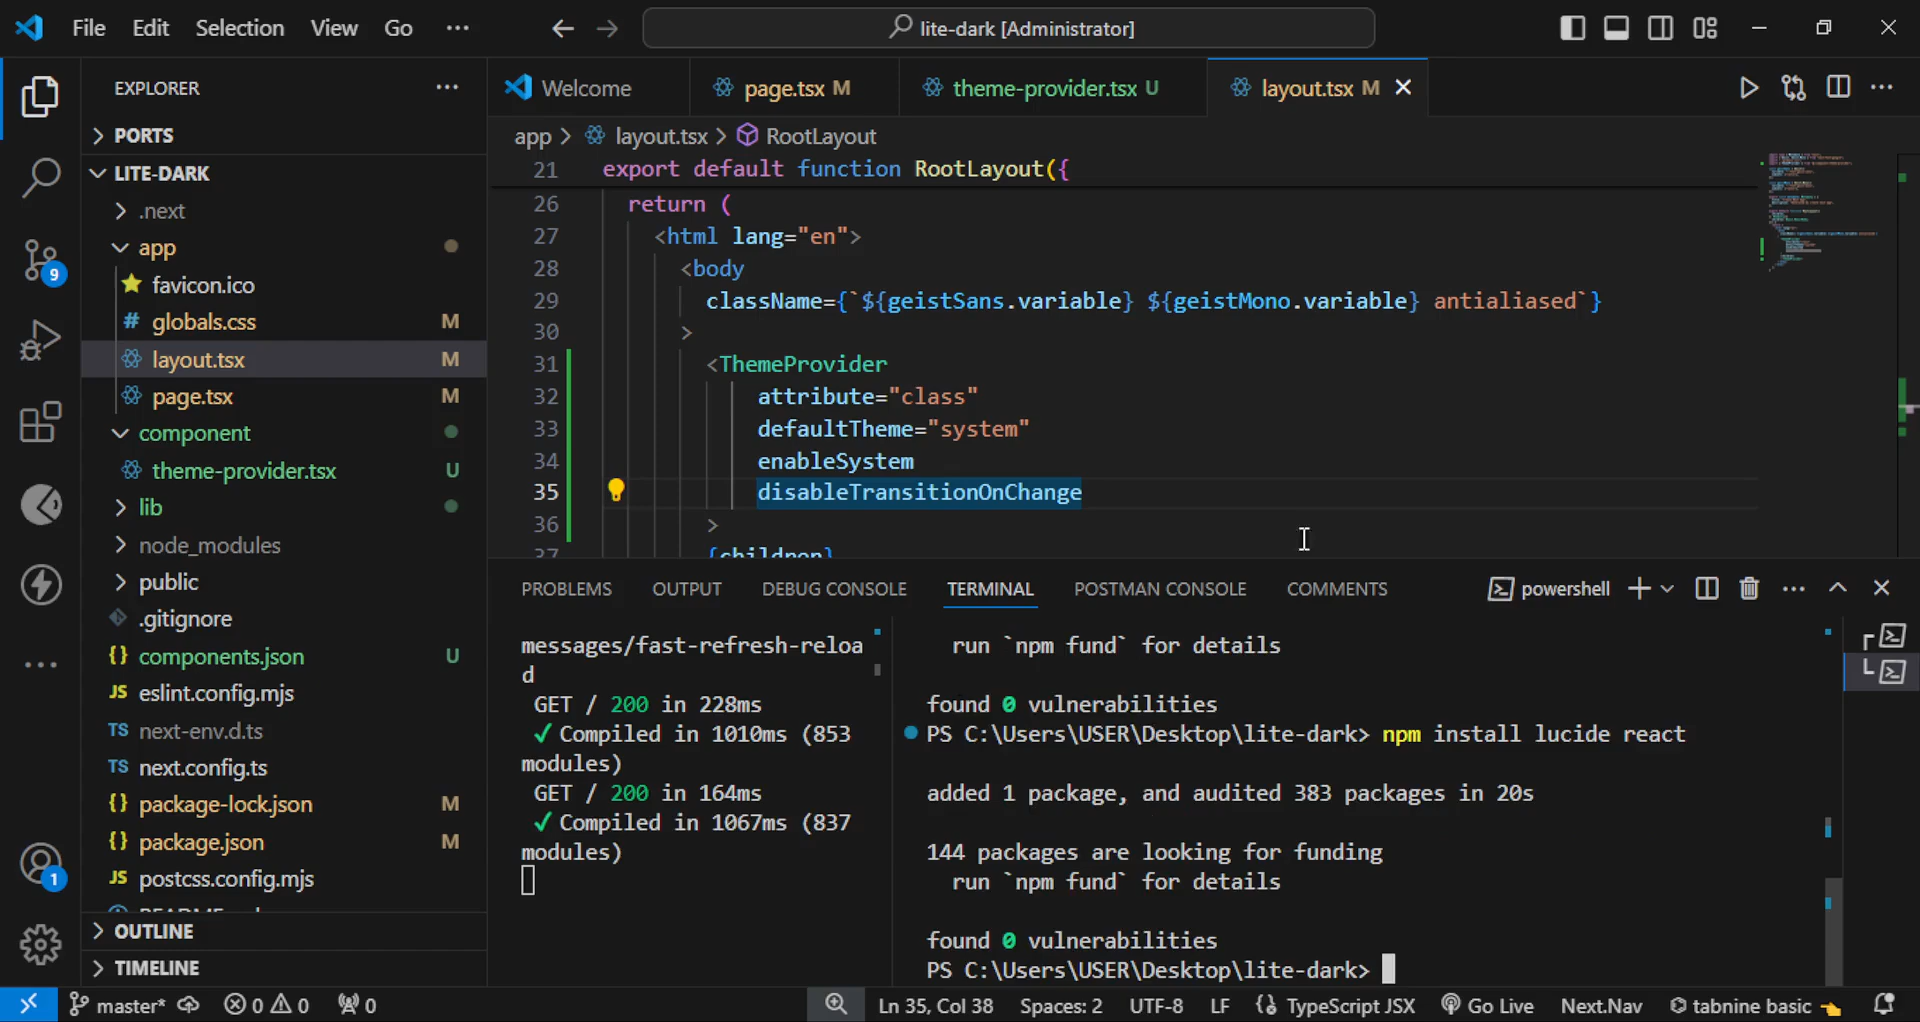 File Edit Selection View Go ··· lite-dark [Administrator]
EXPLORER ···
PORTS
LITE-DARK
.next
app
favicon.ico
# globals.css M
layout.tsx M
page.tsx M
component
theme-provider.tsx U
lib
node_modules
public
.gitignore
{} components.json U
JS eslint.config.mjs
TS next-env.d.ts
TS next.config.ts
{} package-lock.json M
{} package.json M
JS postcss.config.mjs
OUTLINE
TIMELINE
9
1
Welcome page.tsx M theme-provider.tsx U layout.tsx M
app > layout.tsx > RootLayout
21 export default function RootLayout({
26 return (
27 <html lang="en">
28 <body
29 className={`${geistSans.variable} ${geistMono.variable} antialiased`}
30 >
31 <ThemeProvider
32 attribute="class"
33 defaultTheme="system"
34 enableSystem
35 disableTransitionOnChange
36 >
37 {children}
PROBLEMS OUTPUT DEBUG CONSOLE TERMINAL POSTMAN CONSOLE COMMENTS powershell
messages/fast-refresh-reloa
d
GET / 200 in 228ms
✓ Compiled in 1010ms (853
modules)
GET / 200 in 164ms
✓ Compiled in 1067ms (837
modules)
run `npm fund` for details
found 0 vulnerabilities
PS C:\Users\USER\Desktop\lite-dark> npm install lucide react
added 1 package, and audited 383 packages in 20s
144 packages are looking for funding
run `npm fund` for details
found 0 vulnerabilities
PS C:\Users\USER\Desktop\lite-dark>
master* 0 0 0 Ln 35, Col 38 Spaces: 2 UTF-8 LF {} TypeScript JSX Go Live Next.Nav tabnine basic